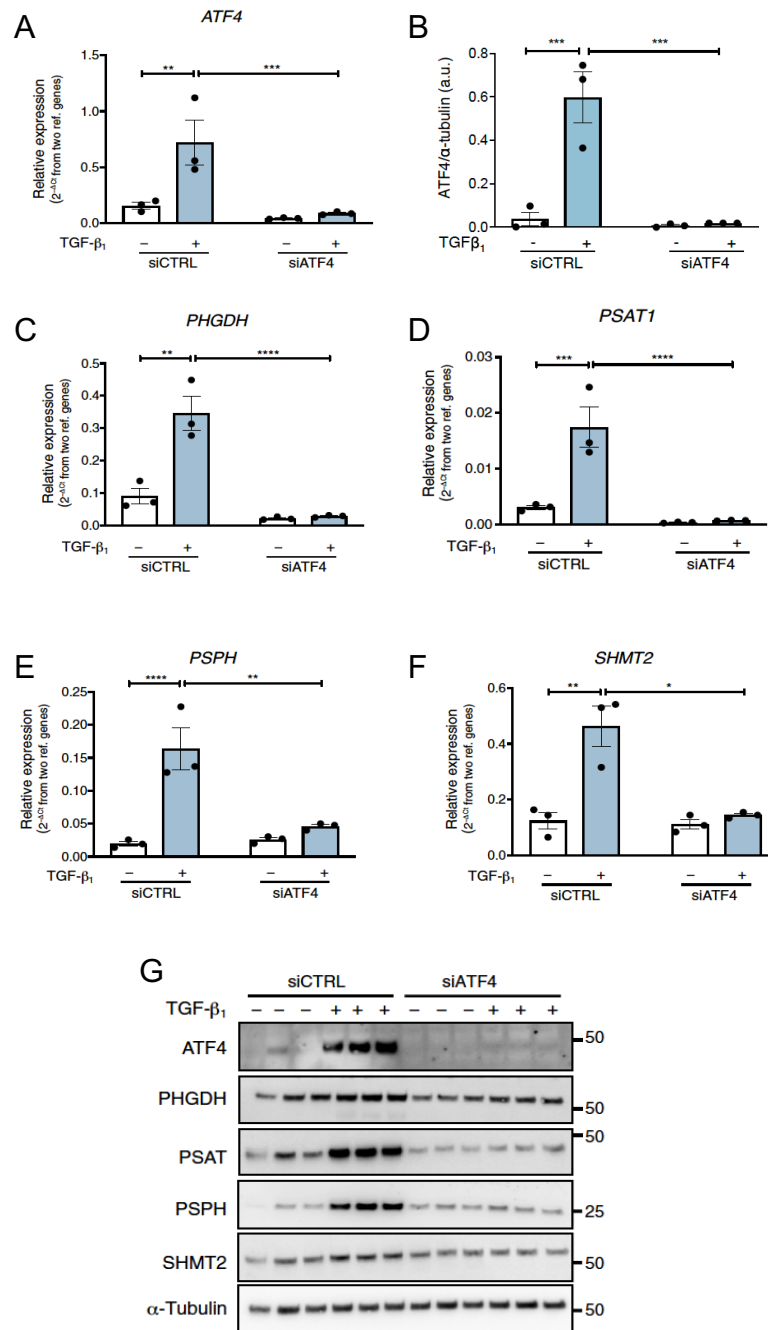 A
ATF4
** ***
Relative expression
(2^-ΔCt from two ref. genes)
1.5
1.0
0.5
0.0
TGF-β₁ – + – +
siCTRL siATF4
B
*** ***
ATF4/α-tubulin (a.u.)
0.8
0.6
0.4
0.2
0.0
TGFβ₁ - + - +
siCTRL siATF4
C
PHGDH
** ****
Relative expression
(2^-ΔCt from two ref. genes)
0.5
0.4
0.3
0.2
0.1
0.0
TGF-β₁ – + – +
siCTRL siATF4
D
PSAT1
*** ****
Relative expression
(2^-ΔCt from two ref. genes)
0.03
0.02
0.01
0.00
TGF-β₁ – + – +
siCTRL siATF4
E
PSPH
**** **
Relative expression
(2^-ΔCt from two ref. genes)
0.25
0.20
0.15
0.10
0.05
0.00
TGF-β₁ – + – +
siCTRL siATF4
F
SHMT2
** *
Relative expression
(2^-ΔCt from two ref. genes)
0.6
0.4
0.2
0.0
TGF-β₁ – + – +
siCTRL siATF4
G
siCTRL siATF4
TGF-β₁ – – – + + + – – – + + +
ATF4 50
PHGDH 50
50
PSAT
PSPH 25
SHMT2 50
α-Tubulin 50